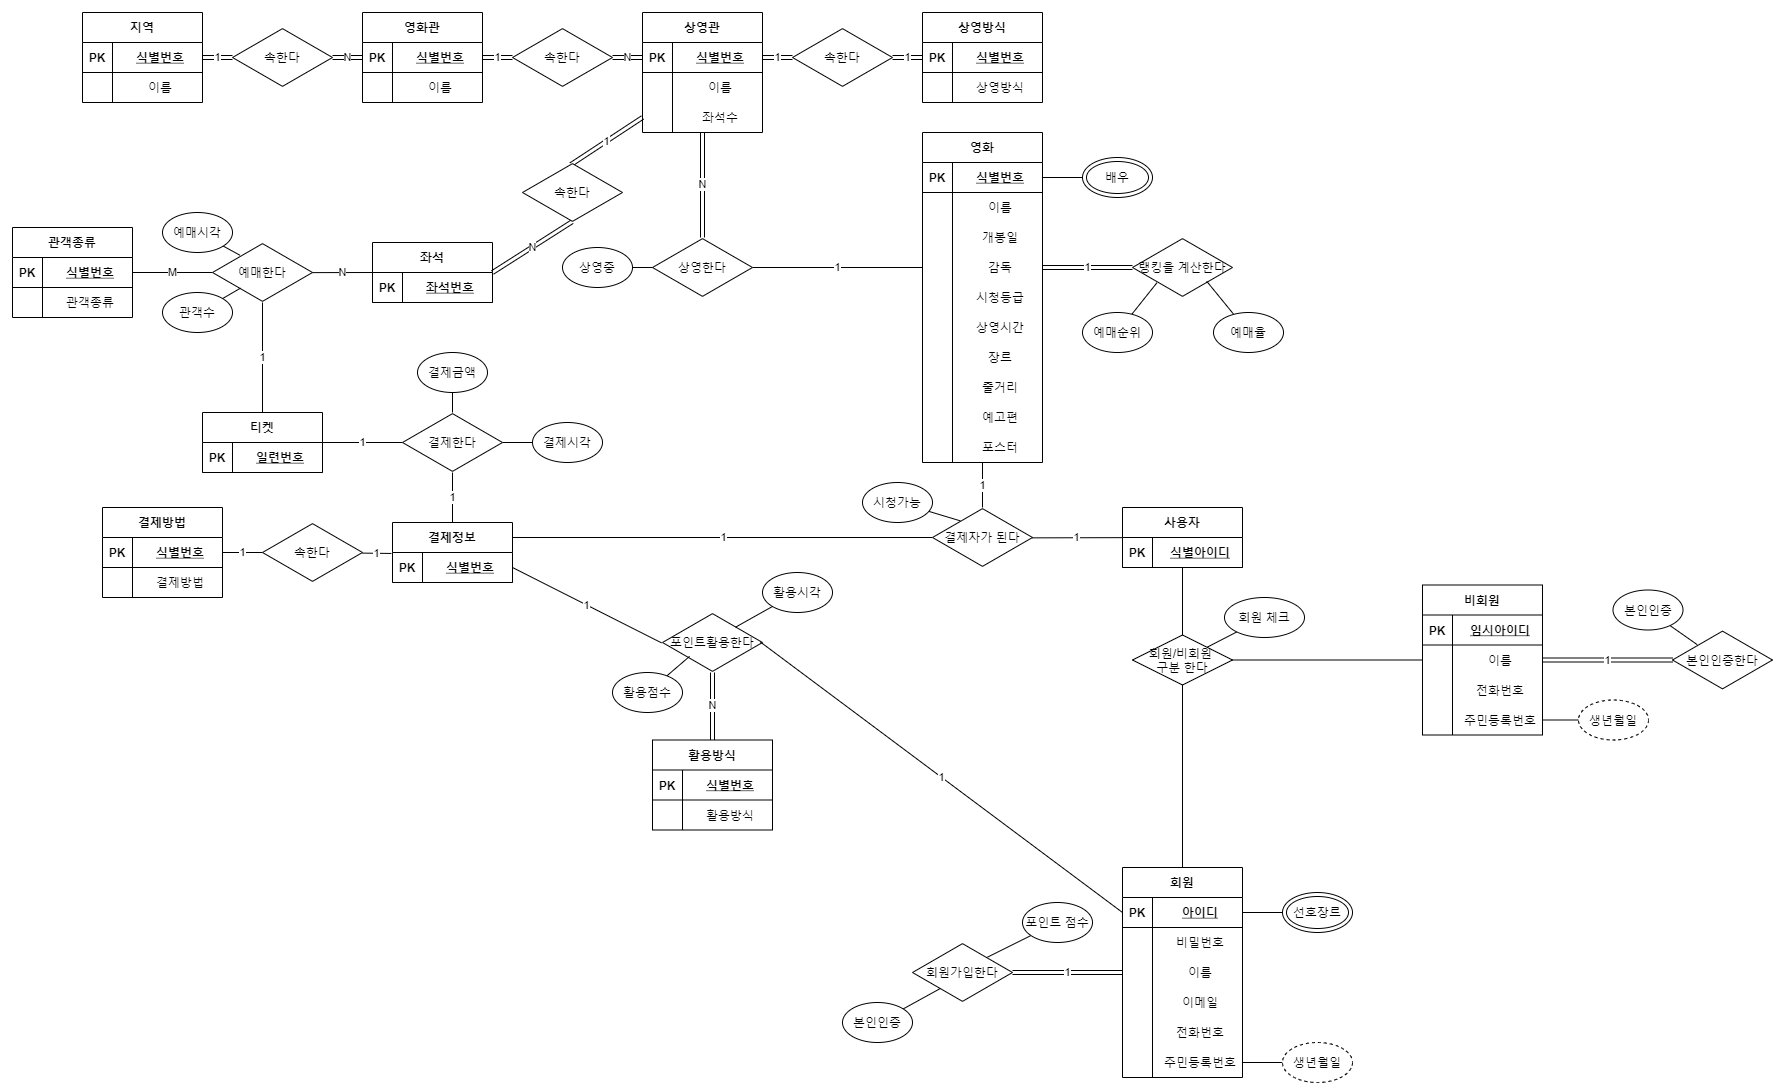 지역
PK 식별번호
이름
1
속한다
N
영화관
PK 식별번호
이름
1
속한다
N
상영관
PK 식별번호
이름
좌석수
1
속한다
1
상영방식
PK 식별번호
상영방식
1
속한다
N
N
영화
PK 식별번호
이름
개봉일
감독
시청등급
상영시간
장르
줄거리
예고편
포스터
배우
1
랭킹을 계산한다
예매순위
예매율
상영중
상영한다
1
관객종류
PK 식별번호
관객종류
M
예매시각
예매한다
관객수
N
좌석
PK 좌석번호
1
티켓
PK 일련번호
1
결제금액
결제한다
결제시각
1
결제방법
PK 식별번호
결제방법
1
속한다
1
결제정보
PK 식별번호
1
시청가능
1
결제자가 된다
1
사용자
PK 식별아이디
1
활용시각
포인트활용한다
활용점수
N
활용방식
PK 식별번호
활용방식
1
회원 체크
회원/비회원
구분 한다
비회원
PK 임시아이디
이름
전화번호
주민등록번호
1
본인인증
본인인증한다
생년월일
회원
PK 아이디
비밀번호
이름
이메일
전화번호
주민등록번호
선호장르
생년월일
포인트 점수
회원가입한다
1
본인인증